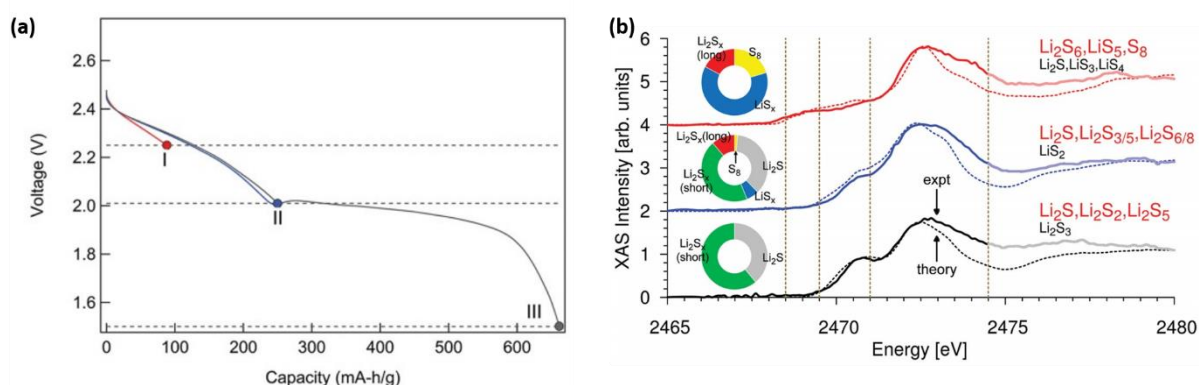 (a)
Voltage (V)
2.6
2.4
2.2
2.0
1.8
1.6
I
II
III
0
100
200
300
400
500
600
Capacity (mA-h/g)
(b)
XAS Intensity [arb. units]
6
5
4
3
2
1
0
Li₂Sₓ
(long)
S₈
LiSₓ
Li₂S₆,LiS₅,S₈
Li₂S,LiS₃,LiS₄
Li₂Sₓ(long)
Li₂S
S₈
Li₂Sₓ
(short)
LiSₓ
Li₂S,Li₂S₃/₅,Li₂S₆/₈
LiS₂
Li₂Sₓ
(short)
Li₂S
expt
theory
Li₂S,Li₂S₂,Li₂S₅
Li₂S₃
2465
2470
2475
2480
Energy [eV]